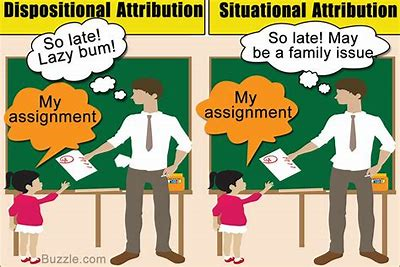 Dispositional Attribution
So late!
Lazy bum!
My
assignment
Situational Attribution
So late! May
be a family issue
My
assignment
Buzzle.com